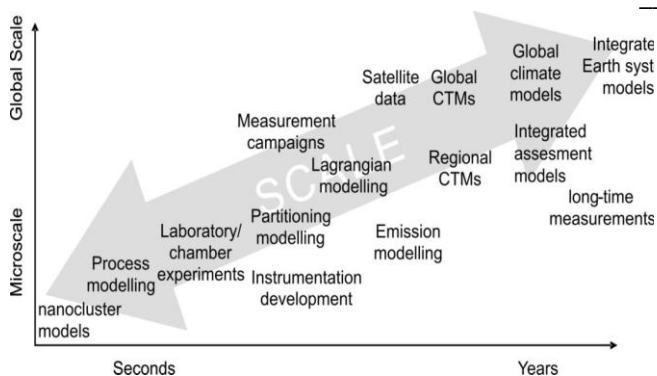 Global Scale
Microscale
Satellite
data
Global
CTMs
Global
climate
models
Integrate
Earth syst
models
Measurement
campaigns
SCALE
Lagrangian
modelling
Regional
CTMs
Integrated
assesment
models
long-time
measurements
Laboratory/
chamber
experiments
Partitioning
modelling
Emission
modelling
Process
modelling
Instrumentation
development
nanocluster
models
Seconds
Years